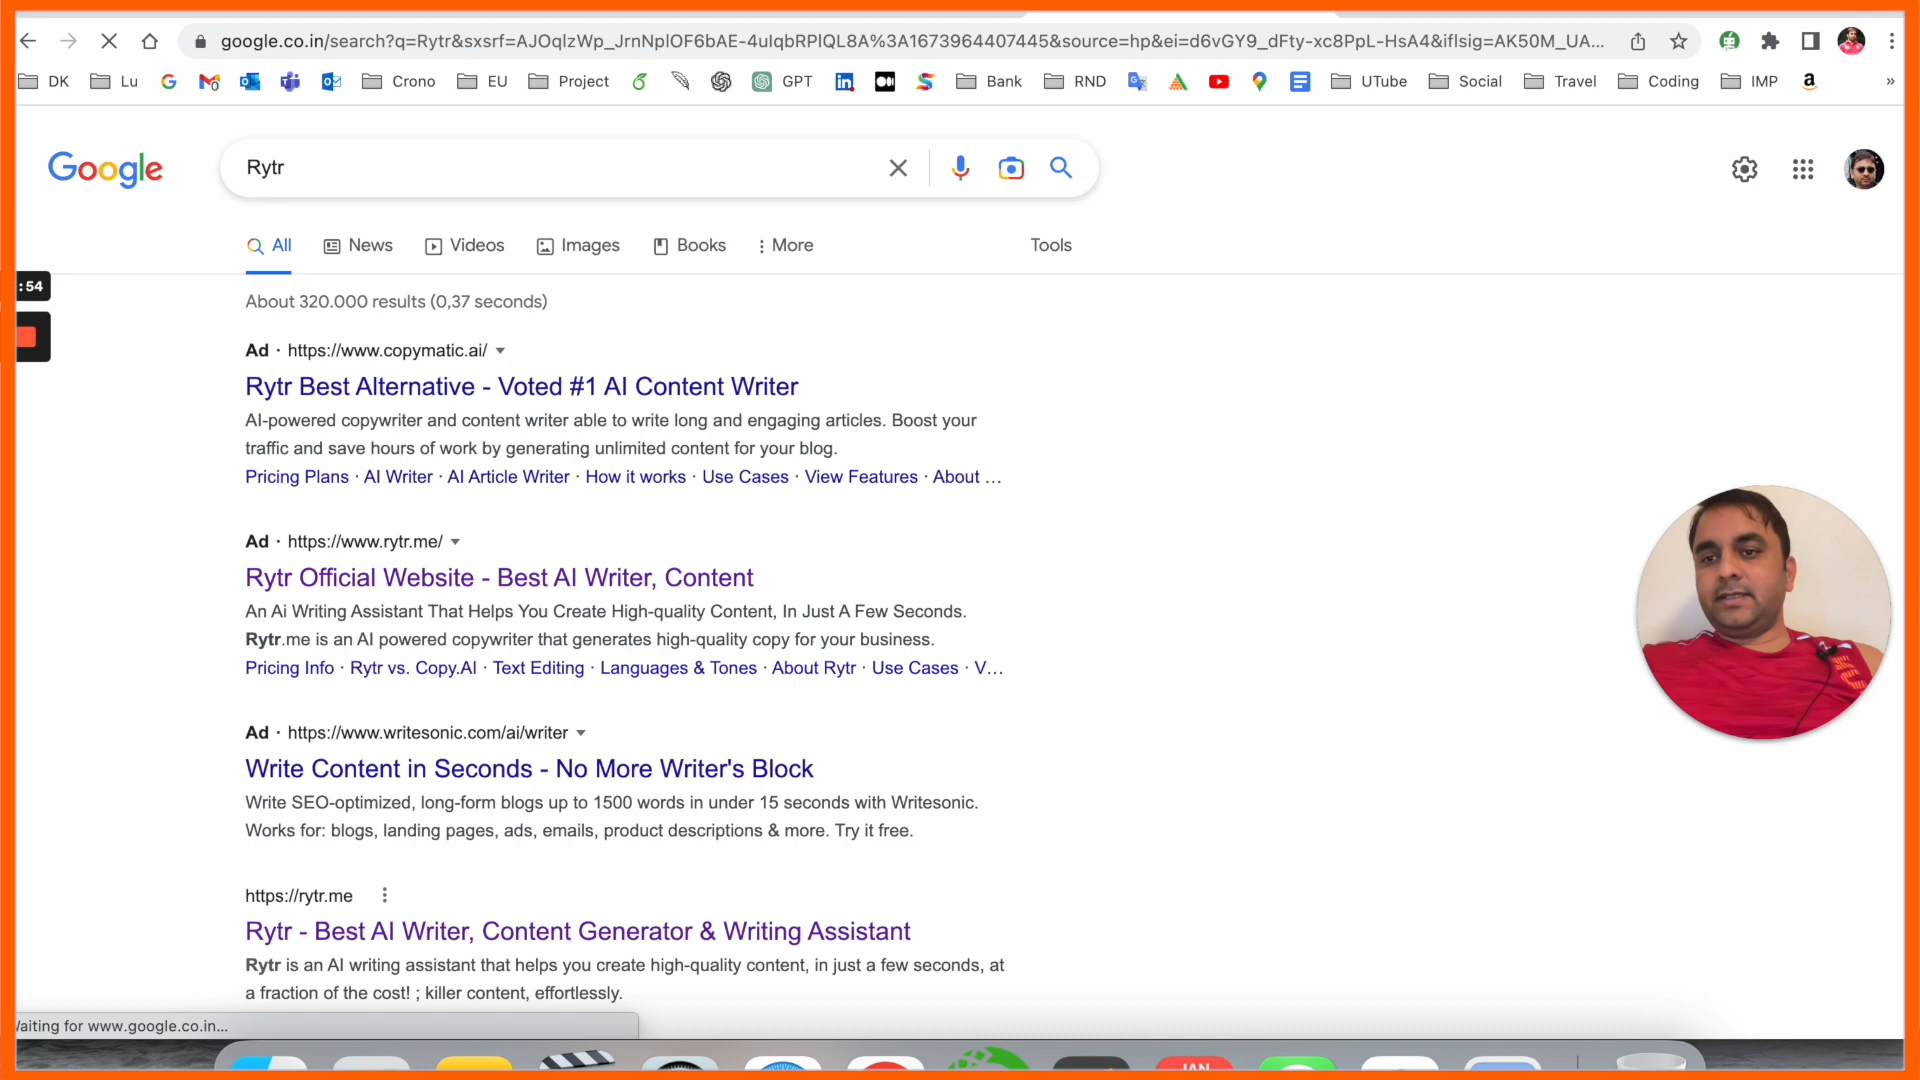 google.co.in/search?q=Rytr&sxsrf=AJOqlzWp_JrnNplOF6bAE-4ulqbRPlQL8A%3A1673964407445&source=hp&ei=d6vGY9_dFty-xc8PpL-HsA4&iflsig=AK50M_UA...
DK Lu Crono EU Project GPT Bank RND UTube Social Travel Coding IMP »
Google Rytr
All News Videos Images Books More Tools
:54
About 320.000 results (0,37 seconds)
Ad · https://www.copymatic.ai/
Rytr Best Alternative - Voted #1 AI Content Writer
AI-powered copywriter and content writer able to write long and engaging articles. Boost your
traffic and save hours of work by generating unlimited content for your blog.
Pricing Plans · AI Writer · AI Article Writer · How it works · Use Cases · View Features · About ...
Ad · https://www.rytr.me/
Rytr Official Website - Best AI Writer, Content
An Ai Writing Assistant That Helps You Create High-quality Content, In Just A Few Seconds.
Rytr.me is an AI powered copywriter that generates high-quality copy for your business.
Pricing Info · Rytr vs. Copy.AI · Text Editing · Languages & Tones · About Rytr · Use Cases · V...
Ad · https://www.writesonic.com/ai/writer
Write Content in Seconds - No More Writer's Block
Write SEO-optimized, long-form blogs up to 1500 words in under 15 seconds with Writesonic.
Works for: blogs, landing pages, ads, emails, product descriptions & more. Try it free.
https://rytr.me
Rytr - Best AI Writer, Content Generator & Writing Assistant
Rytr is an AI writing assistant that helps you create high-quality content, in just a few seconds, at
a fraction of the cost! ; killer content, effortlessly.
Waiting for www.google.co.in...
JAN